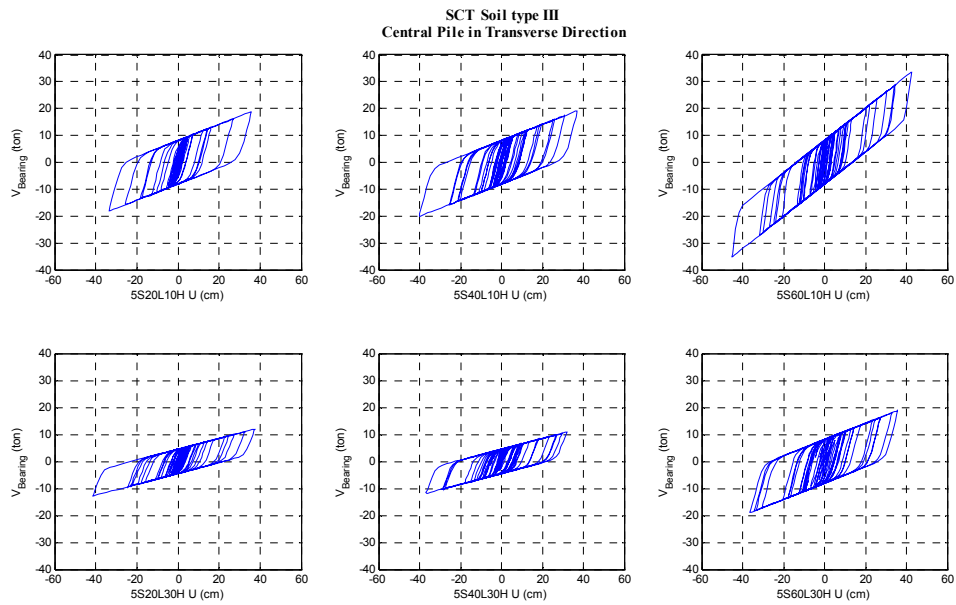 SCT Soil type III
Central Pile in Transverse Direction
40
30
20
10
0
-10
-20
-30
-40
V Bearing (ton)
-60 -40 -20 0 20 40 60
5S20L10H U (cm)
40
30
20
10
0
-10
-20
-30
-40
V Bearing (ton)
-60 -40 -20 0 20 40 60
5S40L10H U (cm)
40
30
20
10
0
-10
-20
-30
-40
V Bearing (ton)
-60 -40 -20 0 20 40 60
5S60L10H U (cm)
40
30
20
10
0
-10
-20
-30
-40
V Bearing (ton)
-60 -40 -20 0 20 40 60
5S20L30H U (cm)
40
30
20
10
0
-10
-20
-30
-40
V Bearing (ton)
-60 -40 -20 0 20 40 60
5S40L30H U (cm)
40
30
20
10
0
-10
-20
-30
-40
V Bearing (ton)
-60 -40 -20 0 20 40 60
5S60L30H U (cm)